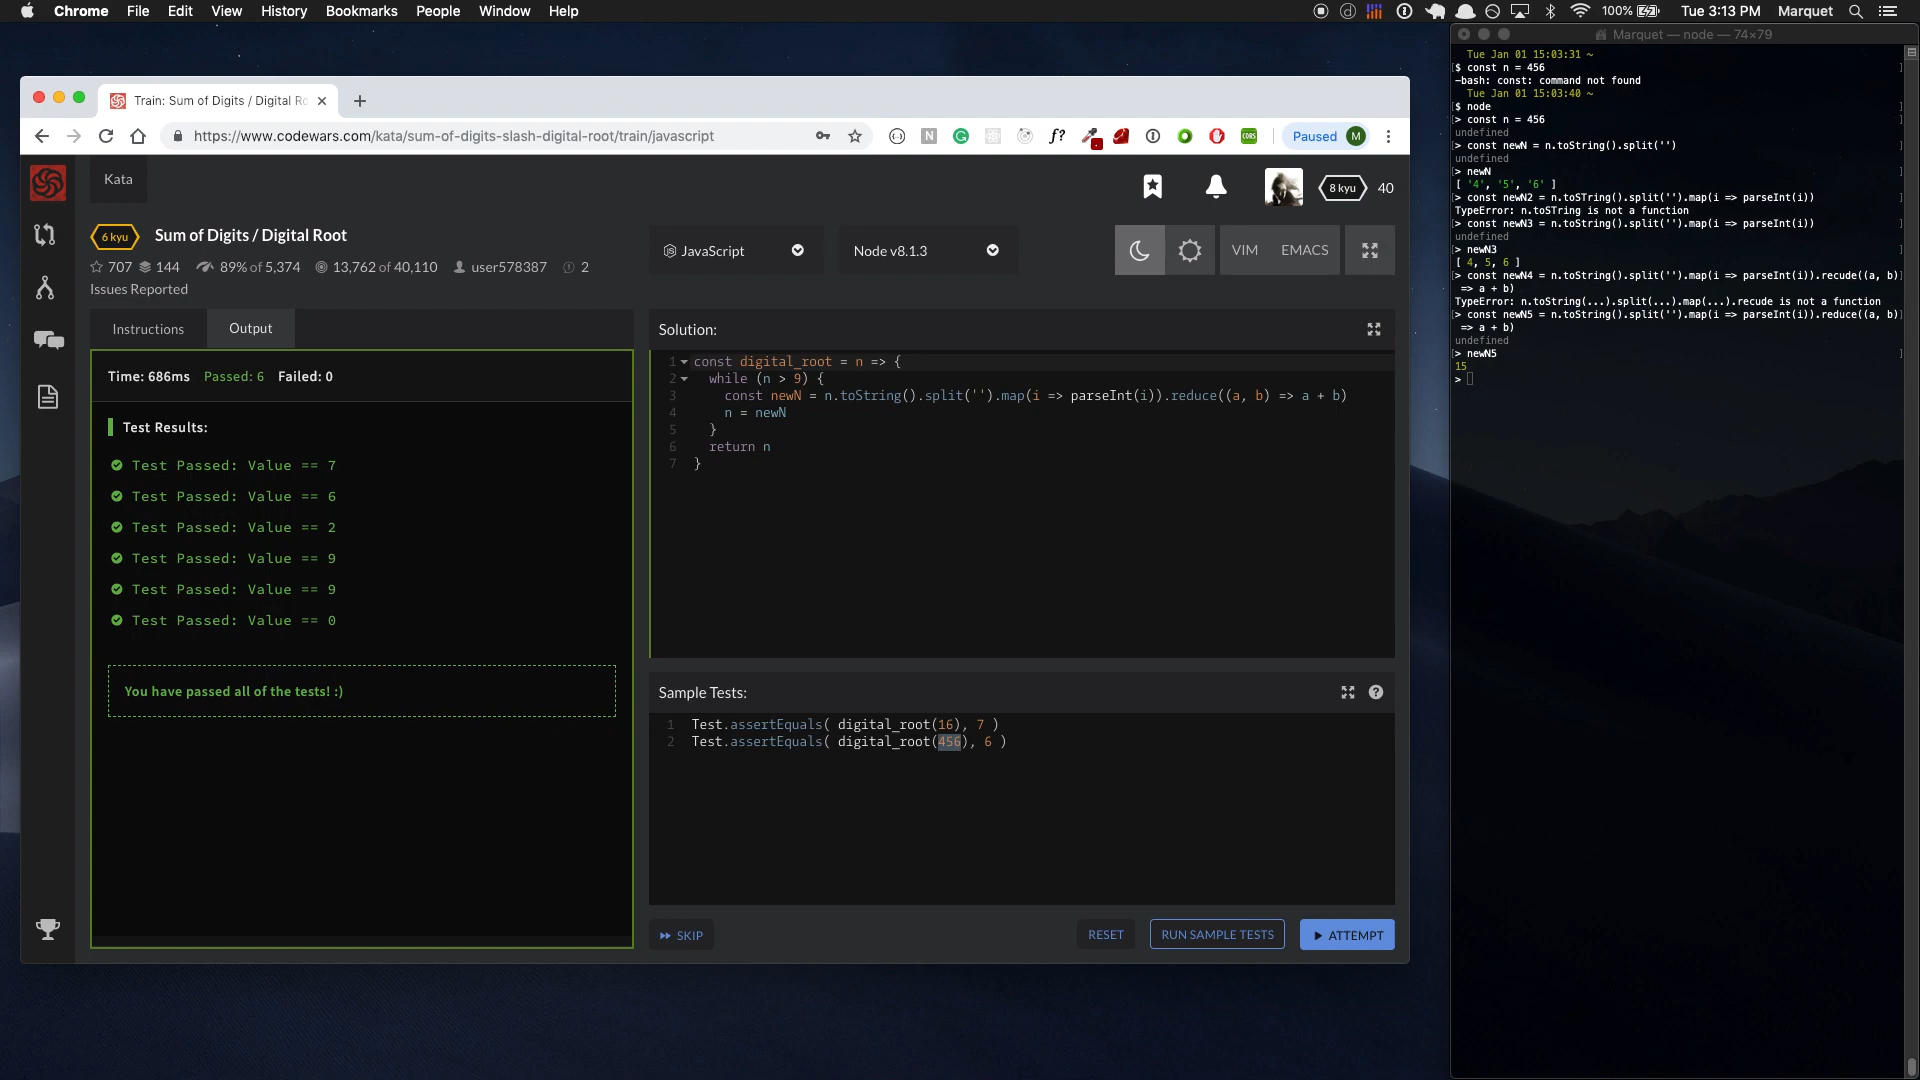 Chrome File Edit View History Bookmarks People Window Help
100% Tue 3:13 PM Marquet
Train: Sum of Digits / Digital Ro
https://www.codewars.com/kata/sum-of-digits-slash-digital-root/train/javascript
N f? CORS Paused M
Kata
8 kyu 40
6 kyu Sum of Digits / Digital Root
707 144 89% of 5,374 13,762 of 40,110 user578387 2
Issues Reported
JavaScript Node v8.1.3 VIM EMACS
Instructions Output
Time: 686ms Passed: 6 Failed: 0
Test Results:
Test Passed: Value == 7
Test Passed: Value == 6
Test Passed: Value == 2
Test Passed: Value == 9
Test Passed: Value == 9
Test Passed: Value == 0
You have passed all of the tests! :)
Solution:
1 const digital_root = n => {
2 while (n > 9) {
3 const newN = n.toString().split('').map(i => parseInt(i)).reduce((a, b) => a + b)
4 n = newN
5 }
6 return n
7 }
Sample Tests:
1 Test.assertEquals( digital_root(16), 7 )
2 Test.assertEquals( digital_root(456), 6 )
SKIP RESET RUN SAMPLE TESTS ATTEMPT
Marquet — node — 74×79
Tue Jan 01 15:03:31 ~
[$ const n = 456 ]
-bash: const: command not found
Tue Jan 01 15:03:40 ~
[$ node ]
[> const n = 456 ]
undefined
[> const newN = n.toString().split('') ]
undefined
[> newN ]
[ '4', '5', '6' ]
[> const newN2 = n.toSTring().split('').map(i => parseInt(i)) ]
TypeError: n.toSTring is not a function
[> const newN3 = n.toString().split('').map(i => parseInt(i)) ]
undefined
[> newN3 ]
[ 4, 5, 6 ]
[> const newN4 = n.toString().split('').map(i => parseInt(i)).recude((a, b)]
=> a + b)
TypeError: n.toString(...).split(...).map(...).recude is not a function
[> const newN5 = n.toString().split('').map(i => parseInt(i)).reduce((a, b)]
=> a + b)
undefined
[> newN5 ]
15
>